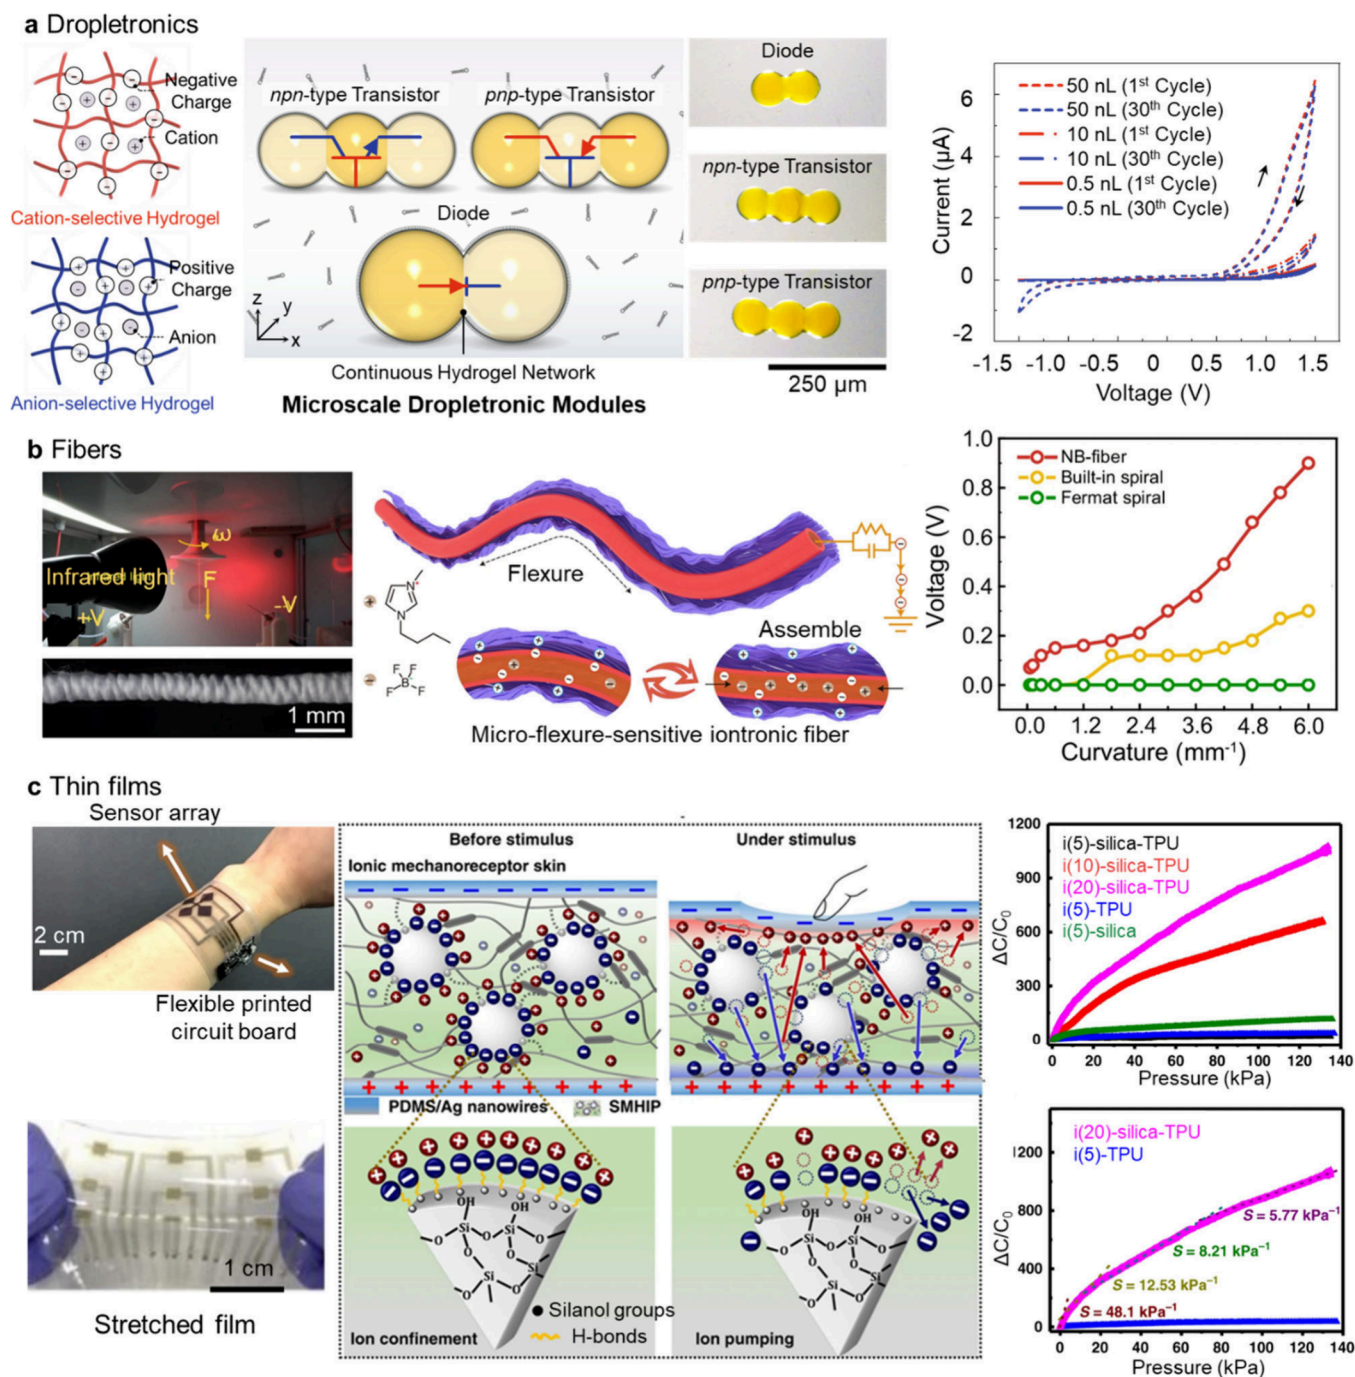 a Dropletronics
Negative
Charge
Cation
Cation-selective Hydrogel
Positive
Charge
Anion
Anion-selective Hydrogel
npn-type Transistor
pnp-type Transistor
Diode
z
y
x
Continuous Hydrogel Network
Microscale Dropletronic Modules
Diode
npn-type Transistor
pnp-type Transistor
250 µm
50 nL (1st Cycle)
50 nL (30th Cycle)
10 nL (1st Cycle)
10 nL (30th Cycle)
0.5 nL (1st Cycle)
0.5 nL (30th Cycle)
Current (µA)
6
4
2
0
-2
-1.5 -1.0 -0.5 0 0.5 1.0 1.5
Voltage (V)
b Fibers
ω
Infrared light
F
+V
-V
1 mm
Flexure
N
N
F F
B
F F
Assemble
Micro-flexure-sensitive iontronic fiber
NB-fiber
Built-in spiral
Fermat spiral
Voltage (V)
1.0
0.8
0.6
0.4
0.2
0.0
0.0 1.2 2.4 3.6 4.8 6.0
Curvature (mm-1)
c Thin films
Sensor array
2 cm
Flexible printed
circuit board
1 cm
Stretched film
Before stimulus
Under stimulus
Ionic mechanoreceptor skin
PDMS/Ag nanowires
SMHIP
OH
OH
Si
Si
O
O
O
Si
O
Si
O
O
Silanol groups
H-bonds
Ion confinement
OH
OH
Si
Si
O
O
O
Si
O
Si
O
O
Ion pumping
i(5)-silica-TPU
i(10)-silica-TPU
i(20)-silica-TPU
i(5)-TPU
i(5)-silica
ΔC/C0
1200
900
600
300
0
0 20 40 60 80 100 120 140
Pressure (kPa)
i(20)-silica-TPU
i(5)-TPU
S = 5.77 kPa−1
S = 8.21 kPa−1
S = 12.53 kPa−1
S = 48.1 kPa−1
ΔC/C0
1200
800
400
0
0 20 40 60 80 100 120 140
Pressure (kPa)